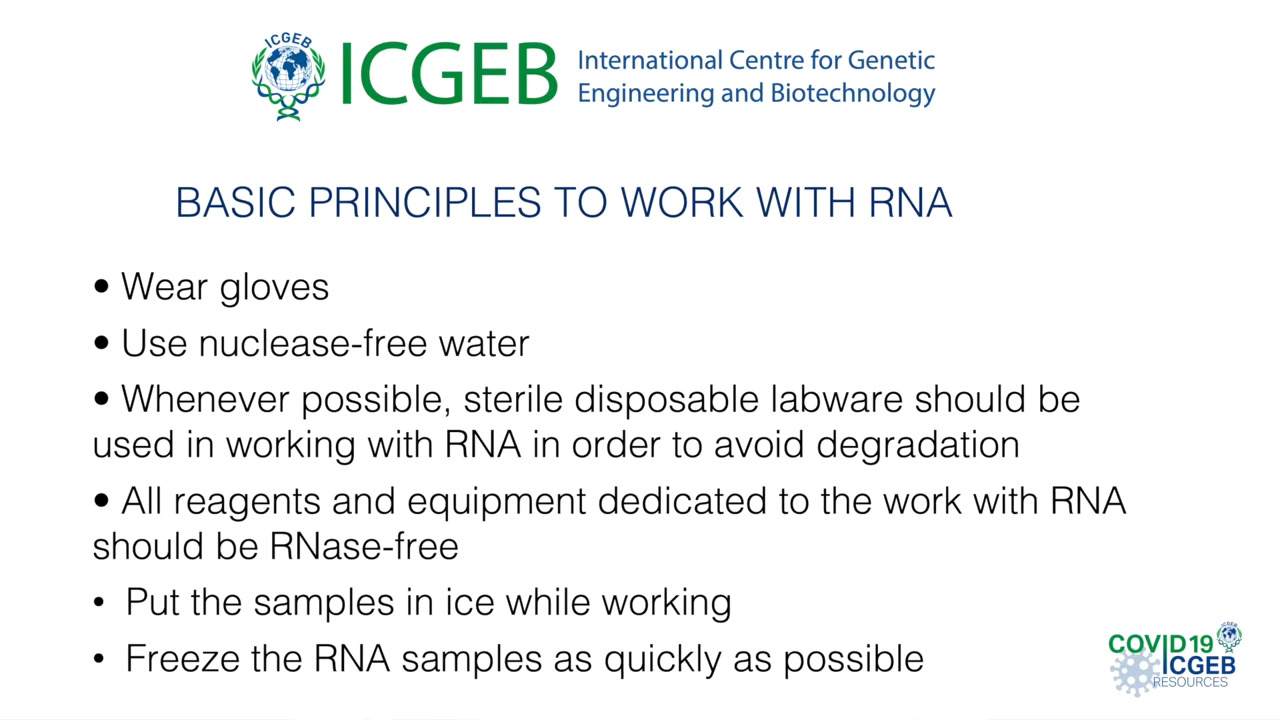 ICGEB
ICGEB
International Centre for Genetic
Engineering and Biotechnology
BASIC PRINCIPLES TO WORK WITH RNA
• Wear gloves
• Use nuclease-free water
• Whenever possible, sterile disposable labware should be
used in working with RNA in order to avoid degradation
• All reagents and equipment dedicated to the work with RNA
should be RNase-free
• Put the samples in ice while working
• Freeze the RNA samples as quickly as possible
ICGEB
COVID19
ICGEB
RESOURCES